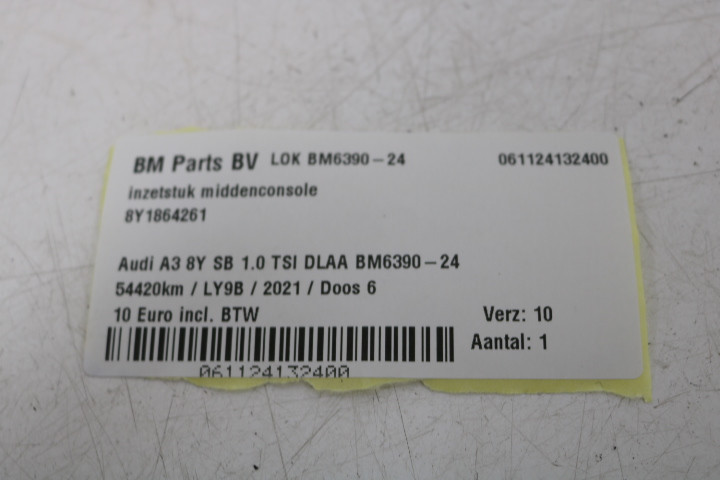 BM Parts BV LOK BM6390-24 061124132400
inzetstuk middenconsole
8Y1864261
Audi A3 8Y SB 1.0 TSI DLAA BM6390-24
54420km / LY9B / 2021 / Doos 6
10 Euro incl. BTW Verz: 10
Aantal: 1
061124132400